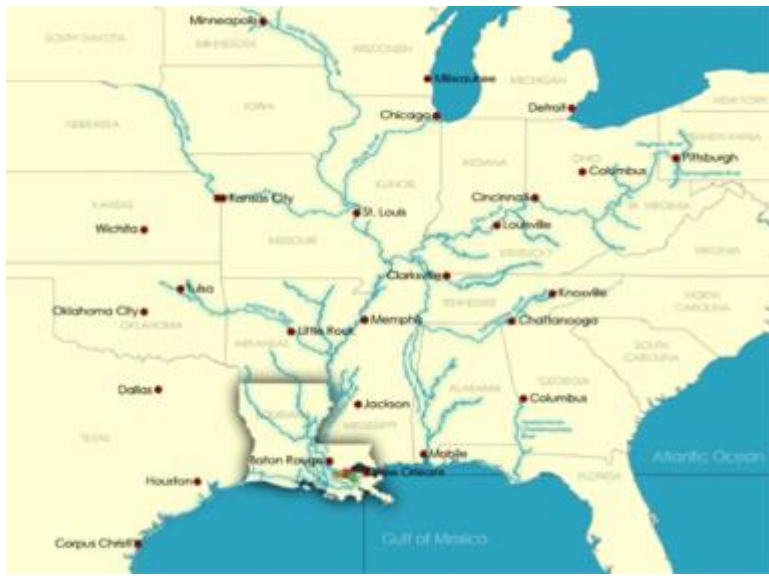 Minneapolis
SOUTH DAKOTA
MINNESOTA
WISCONSIN
Milwaukee
MICHIGAN
NEW YORK
Detroit
IOWA
Chicago
NEBRASKA
PENNSYLVANIA
Pittsburgh
INDIANA
OHIO
Columbus
ILLINOIS
Kansas City
Cincinnati
W. VIRGINIA
KANSAS
St. Louis
Louisville
Wichita
MISSOURI
KENTUCKY
VIRGINIA
Clarksville
Tulsa
Knoxville
TENNESSEE
NORTH
CAROLINA
Oklahoma City
OKLAHOMA
Memphis
Chattanooga
Little Rock
ARKANSAS
SOUTH
CAROLINA
Dallas
ALABAMA
GEORGIA
Jackson
Columbus
MISSISSIPPI
TEXAS
Baton Rouge
Mobile
New Orleans
Atlantic Ocean
Houston
FLORIDA
Gulf of Mexico
Corpus Christi